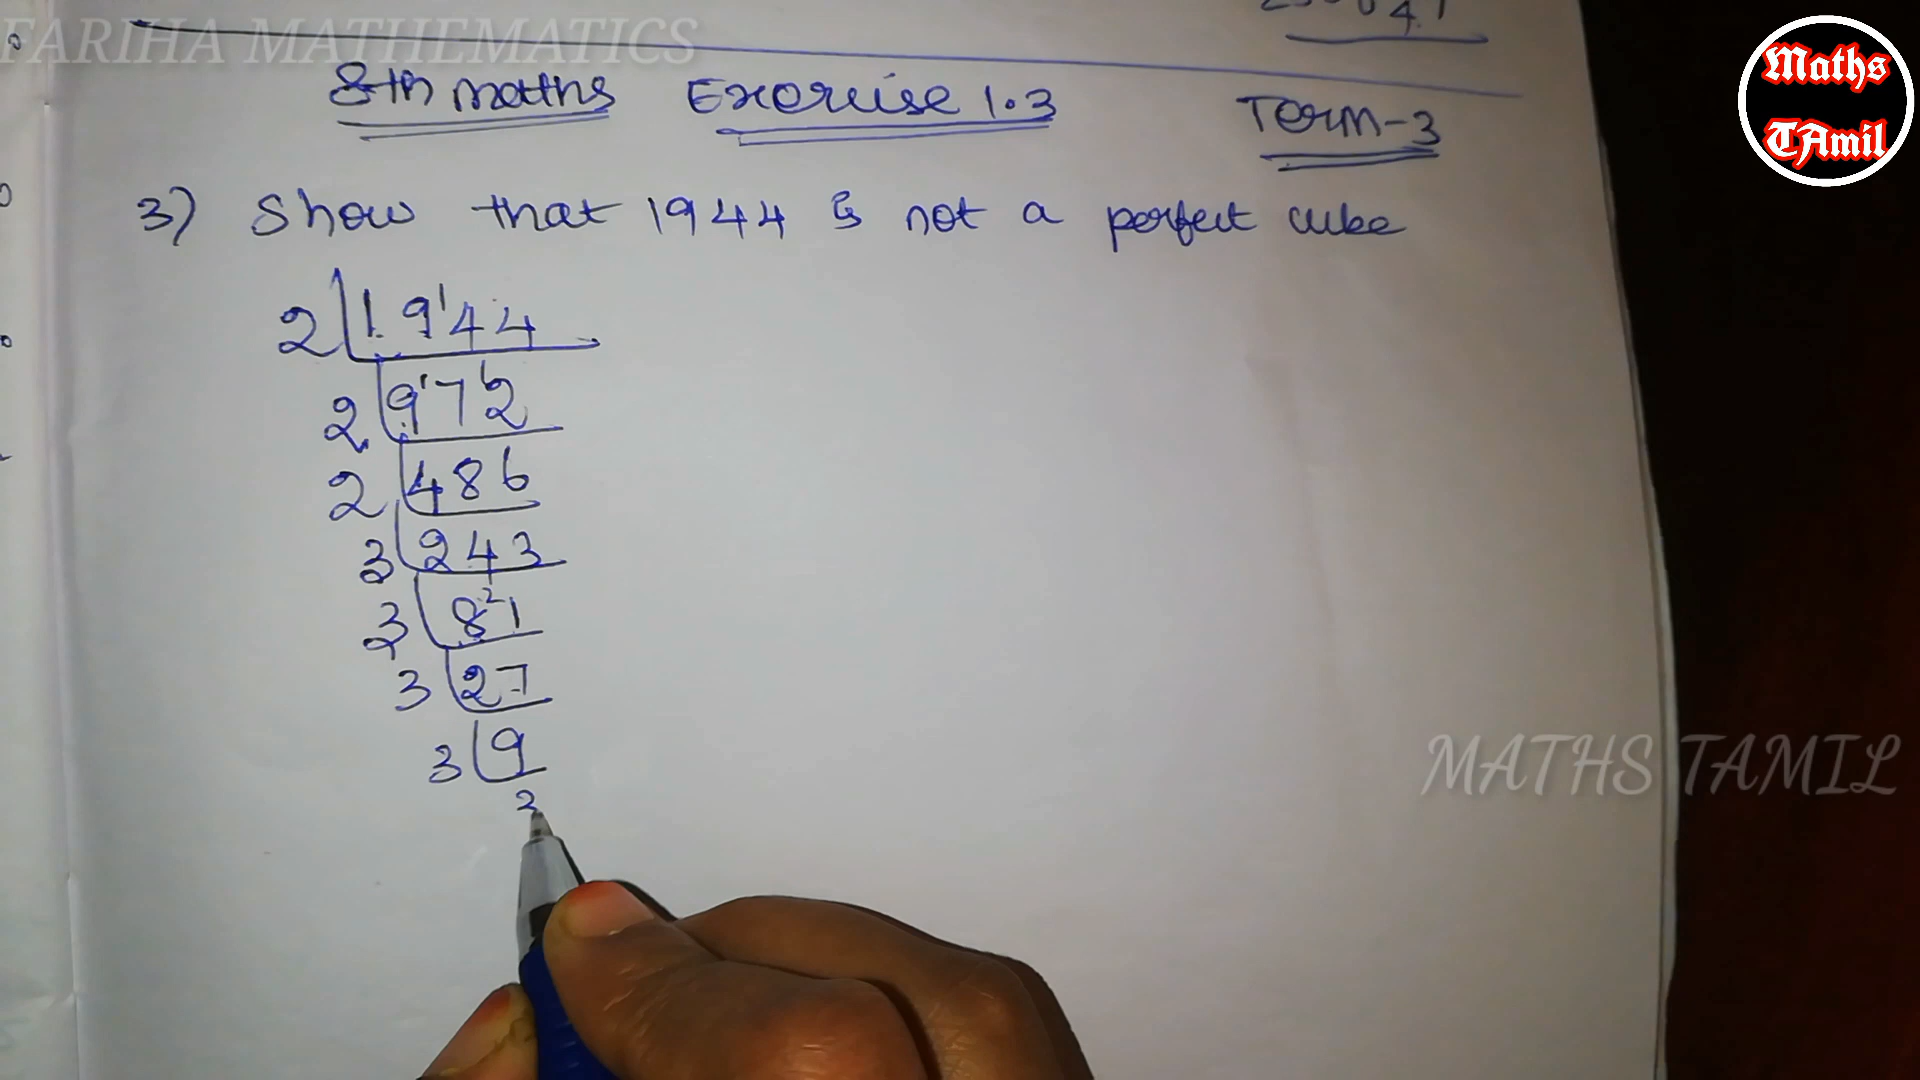 FARIHA MATHEMATICS
Maths
TAmil
8th maths Exercise 1.3
Term-3
3) Show that 1944 is not a perfect cube
2 1944
2 972
2 486
3 243
3 81
3 27
3 9
3
MATHS TAMIL